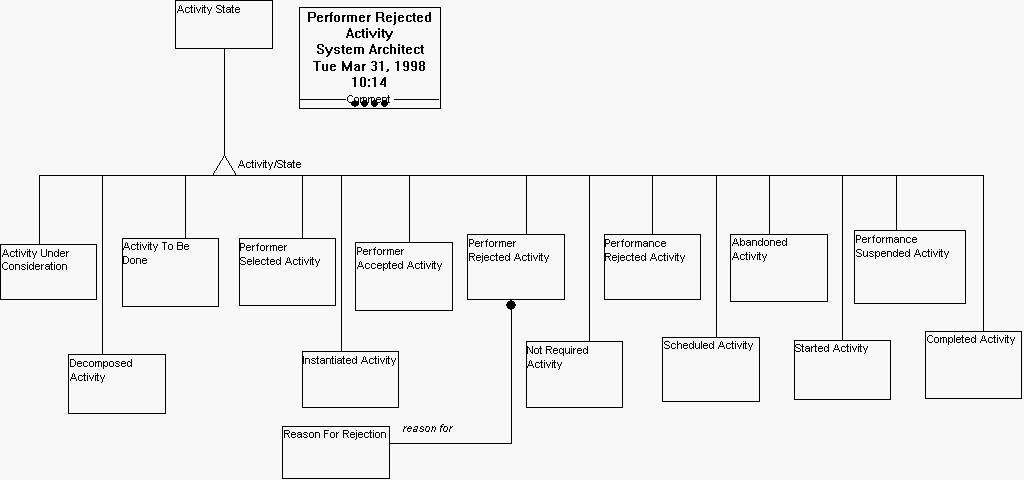 Activity State
Performer Rejected
Activity
System Architect
Tue Mar 31, 1998
10:14
Comment
Activity/State
Activity Under
Consideration
Activity To Be
Done
Performer
Selected Activity
Performer
Accepted Activity
Performer
Rejected Activity
Performance
Rejected Activity
Abandoned
Activity
Performance
Suspended Activity
Decomposed
Activity
Instantiated Activity
Not Required
Activity
Scheduled Activity
Started Activity
Completed Activity
Reason For Rejection
reason for